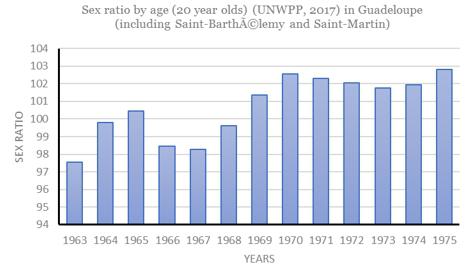 Sex ratio by age (20 year olds) (UNWPP, 2017) in Guadeloupe
(including Saint-BarthÃ©lemy and Saint-Martin)
104
103
102
101
100
99
98
97
96
95
94
SEX RATIO
1963 1964 1965 1966 1967 1968 1969 1970 1971 1972 1973 1974 1975
YEARS